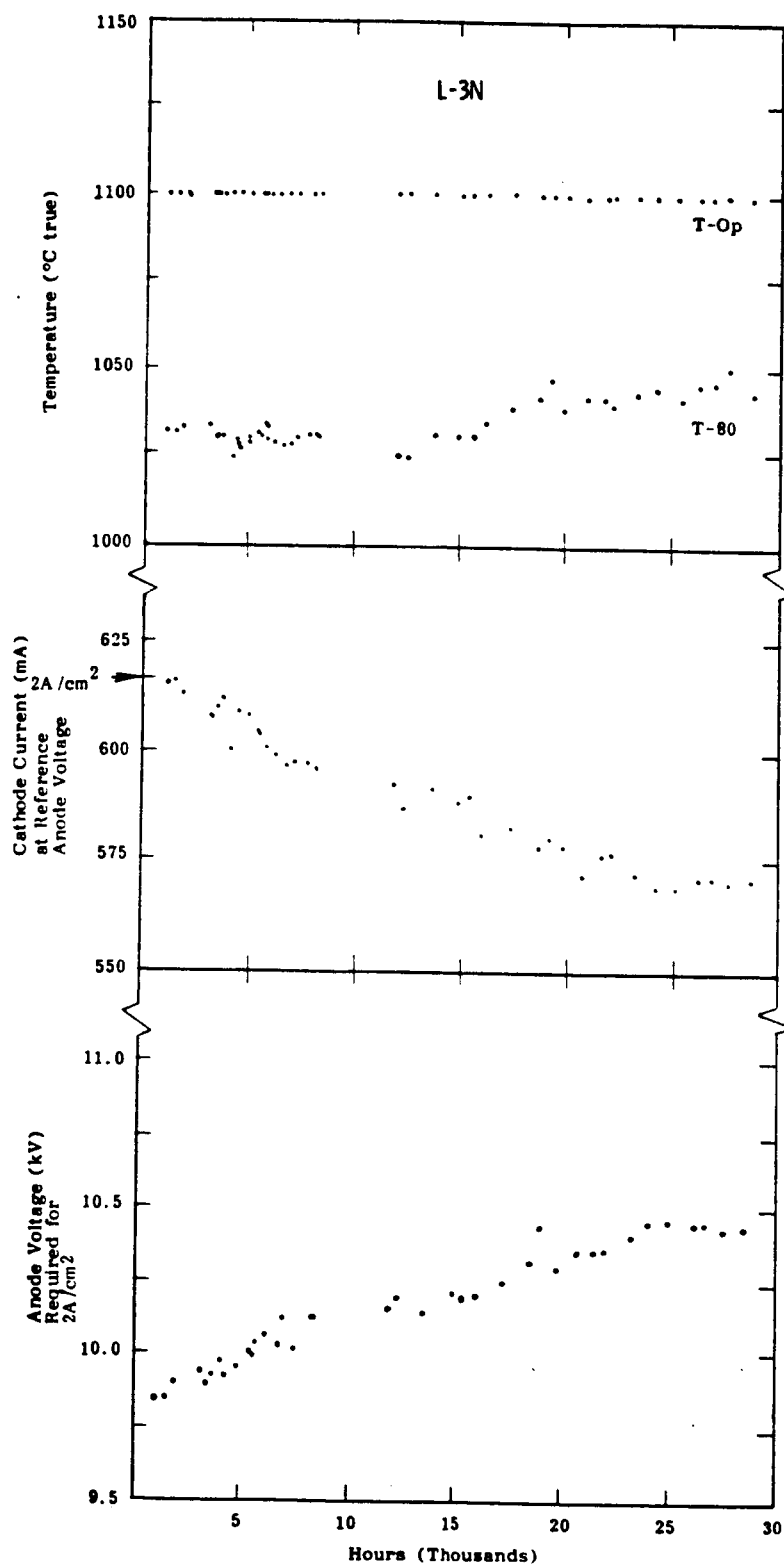 L-3N
1150
1100
1050
1000
Temperature (°C true)
T-Op
T-80
625
2A/cm2
600
575
550
Cathode Current (mA)
at Reference
Anode Voltage
11.0
10.5
10.0
9.5
Anode Voltage (kV)
Required for
2A/cm2
5 10 15 20 25 30
Hours (Thousands)